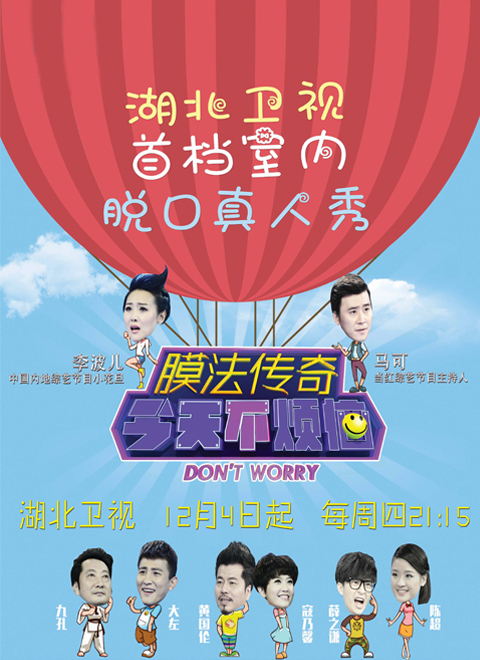 湖北卫视
首档室内
脱口真人秀
李波儿
中国内地综艺节目小花旦
马可
当红综艺节目主持人
膜法传奇
今天不烦恼
DON'T WORRY
湖北卫视 12月4日起 每周四21:15
九孔
大左
黄国伦
寇乃馨
薛之谦
陈超